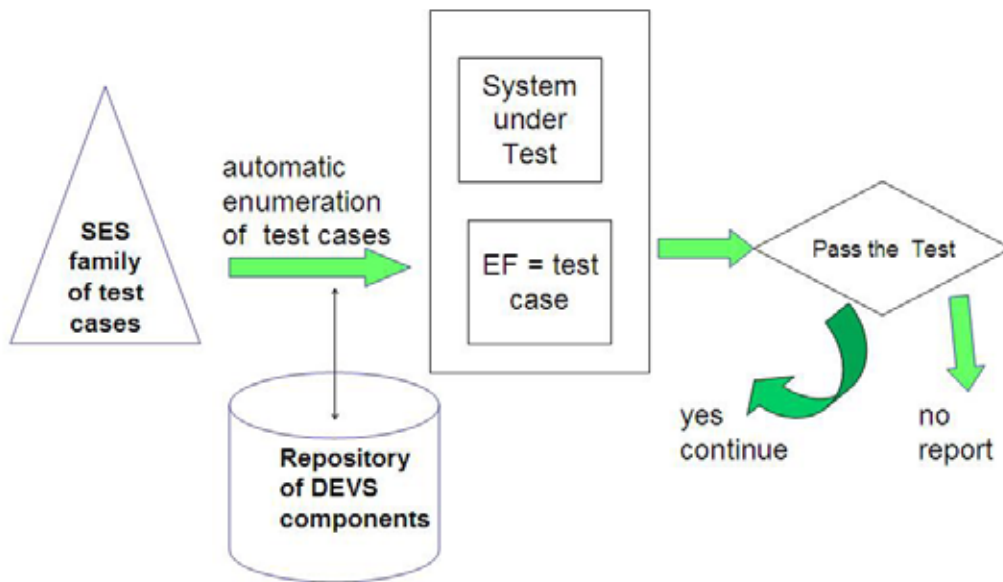 SES
family
of test
cases
automatic
enumeration
of test cases
Repository
of DEVS
components
System
under
Test
EF = test
case
Pass the Test
yes
continue
no
report